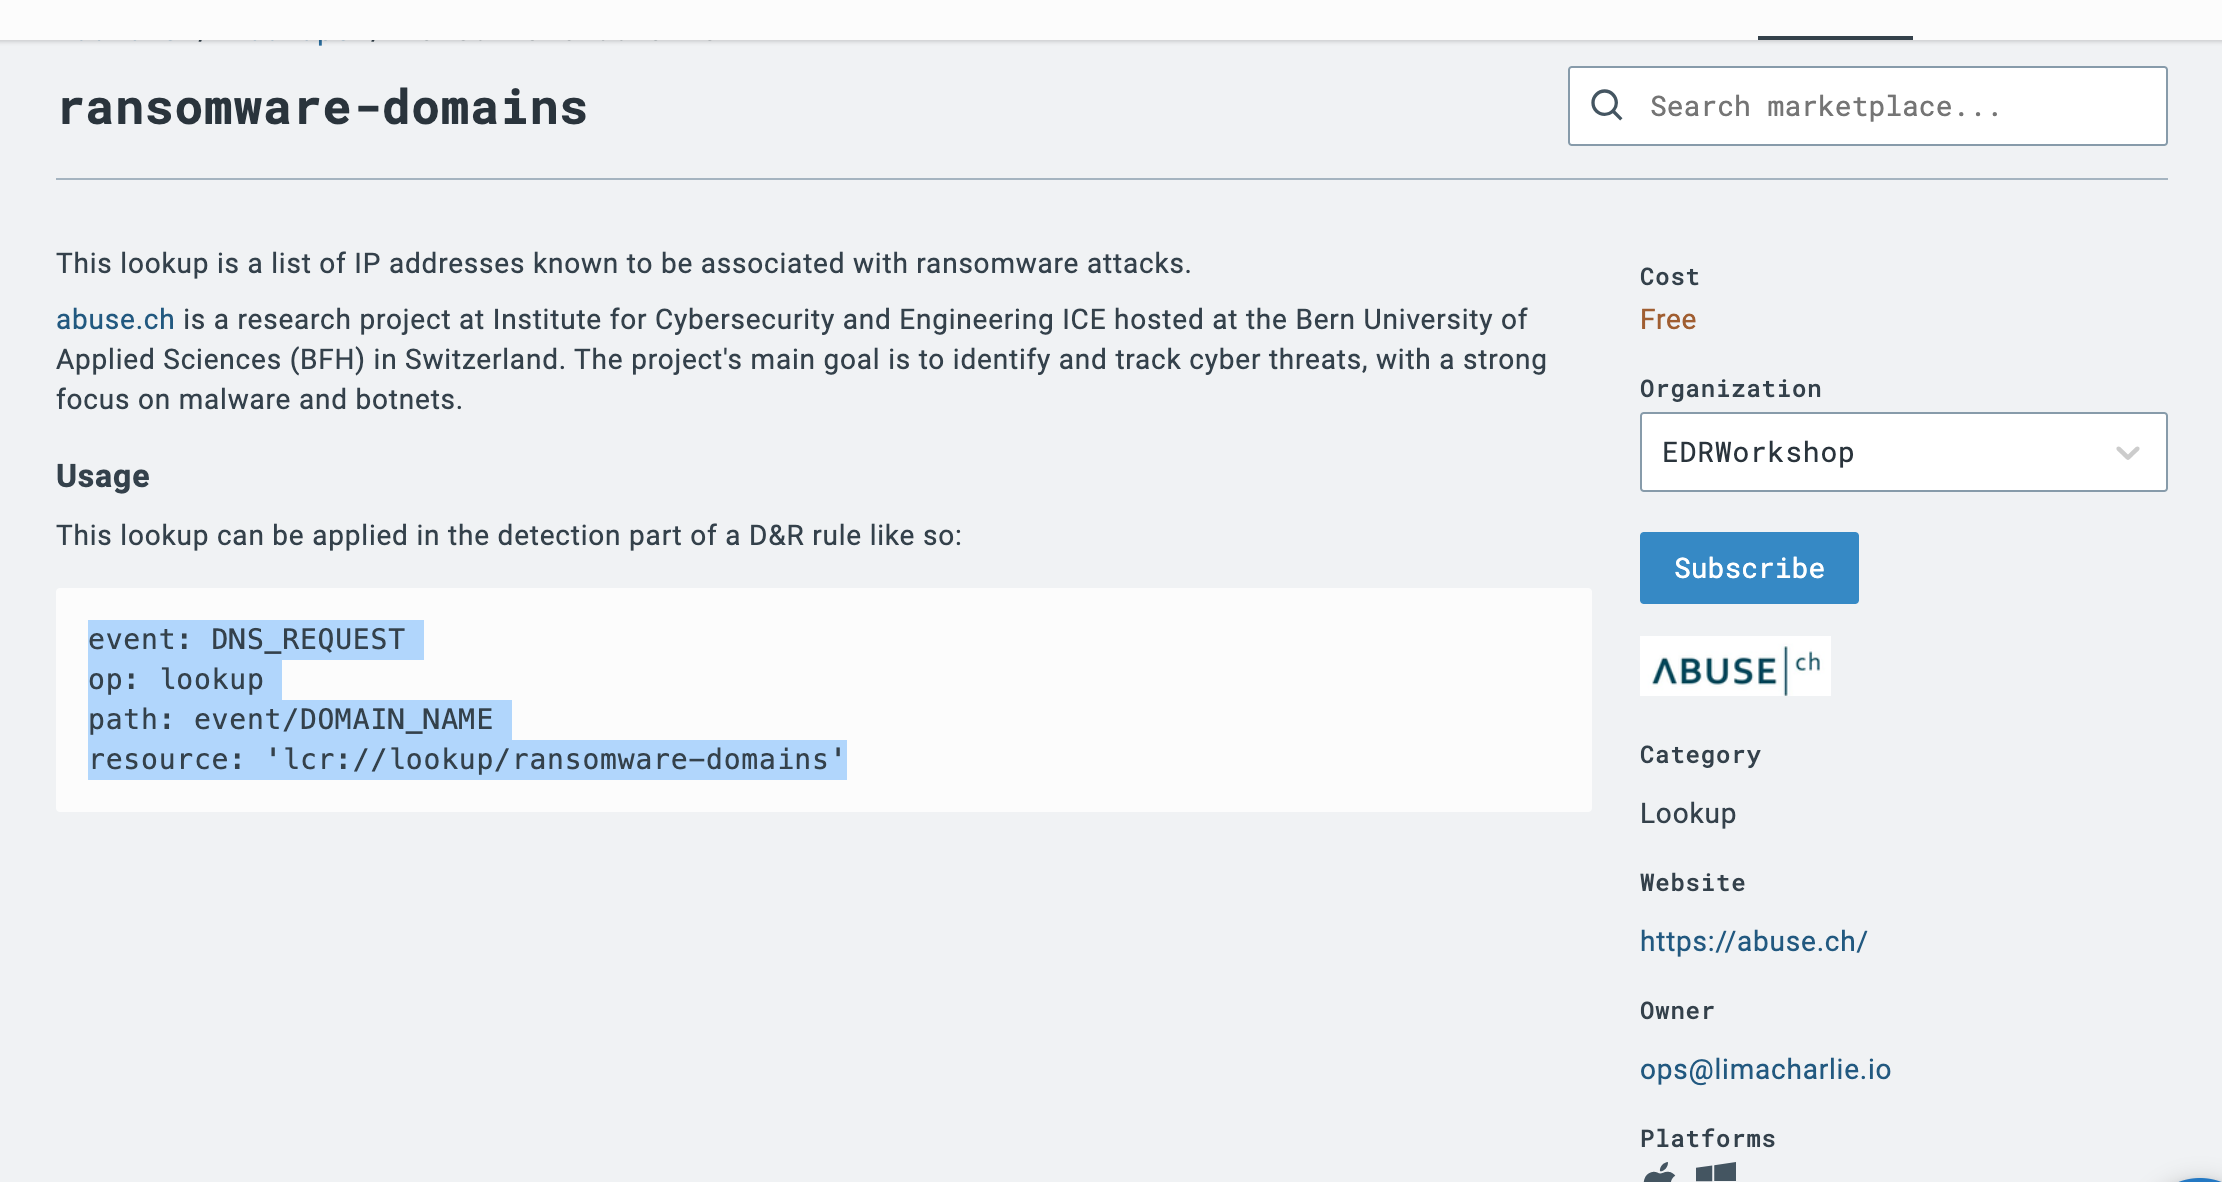 ransomware-domains
Search marketplace...
This lookup is a list of IP addresses known to be associated with ransomware attacks.
abuse.ch is a research project at Institute for Cybersecurity and Engineering ICE hosted at the Bern University of
Applied Sciences (BFH) in Switzerland. The project's main goal is to identify and track cyber threats, with a strong
focus on malware and botnets.
Usage
This lookup can be applied in the detection part of a D&R rule like so:
event: DNS_REQUEST
op: lookup
path: event/DOMAIN_NAME
resource: 'lcr://lookup/ransomware-domains'
Cost
Free
Organization
EDRWorkshop
Subscribe
ABUSE ch
Category
Lookup
Website
https://abuse.ch/
Owner
ops@limacharlie.io
Platforms